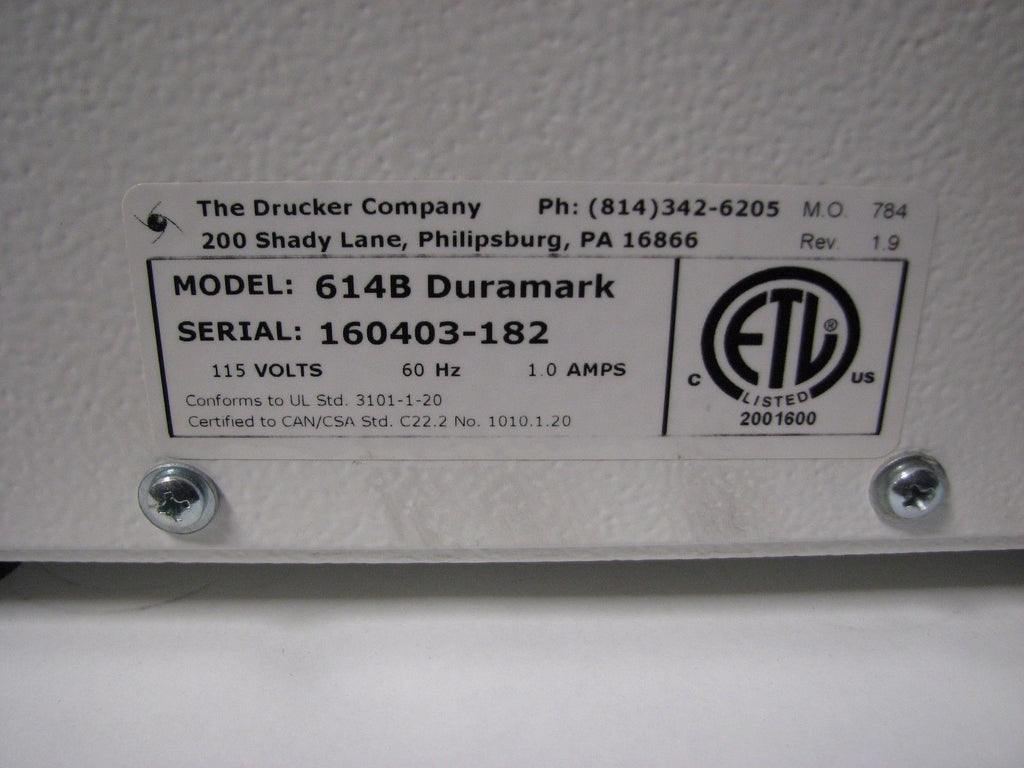 The Drucker Company Ph: (814)342-6205 M.O. 784
200 Shady Lane, Philipsburg, PA 16866 Rev. 1.9
MODEL: 614B Duramark
SERIAL: 160403-182
115 VOLTS 60 Hz 1.0 AMPS
Conforms to UL Std. 3101-1-20
Certified to CAN/CSA Std. C22.2 No. 1010.1.20
ETL®
C US
LISTED
2001600